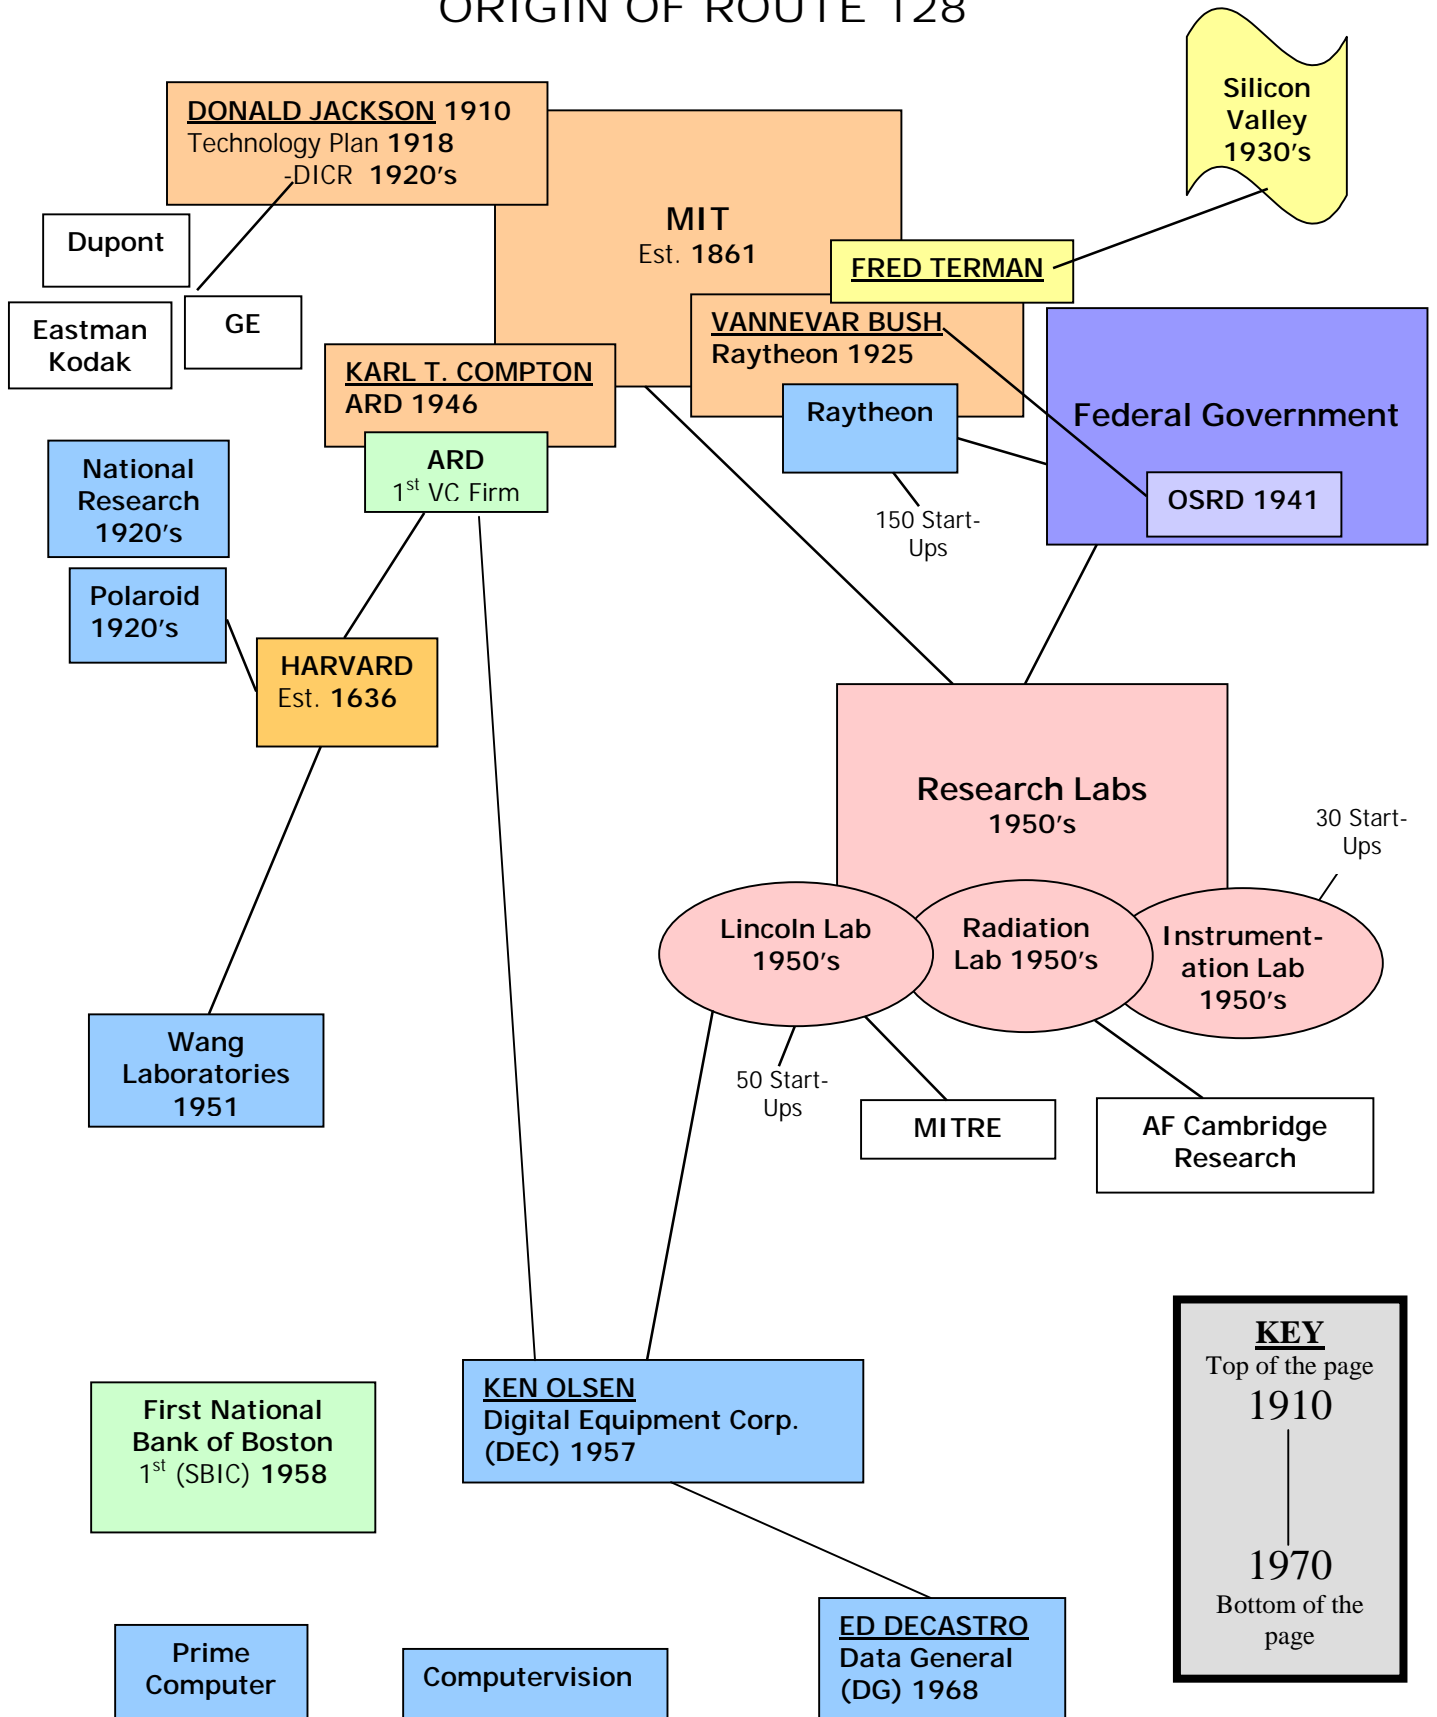 ORIGIN OF ROUTE 128
DONALD JACKSON 1910
Technology Plan 1918
-DICR 1920's
MIT
Est. 1861
Silicon
Valley
1930's
FRED TERMAN
Dupont
Eastman
Kodak
GE
KARL T. COMPTON
ARD 1946
VANNEVAR BUSH
Raytheon 1925
Raytheon
Federal Government
OSRD 1941
ARD
1st VC Firm
150 Start-
Ups
National
Research
1920's
Polaroid
1920's
HARVARD
Est. 1636
Research Labs
1950's
30 Start-
Ups
Lincoln Lab
1950's
Radiation
Lab 1950's
Instrument-
ation Lab
1950's
Wang
Laboratories
1951
50 Start-
Ups
MITRE
AF Cambridge
Research
KEY
Top of the page
1910
1970
Bottom of the
page
First National
Bank of Boston
1st (SBIC) 1958
KEN OLSEN
Digital Equipment Corp.
(DEC) 1957
Prime
Computer
Computervision
ED DECASTRO
Data General
(DG) 1968